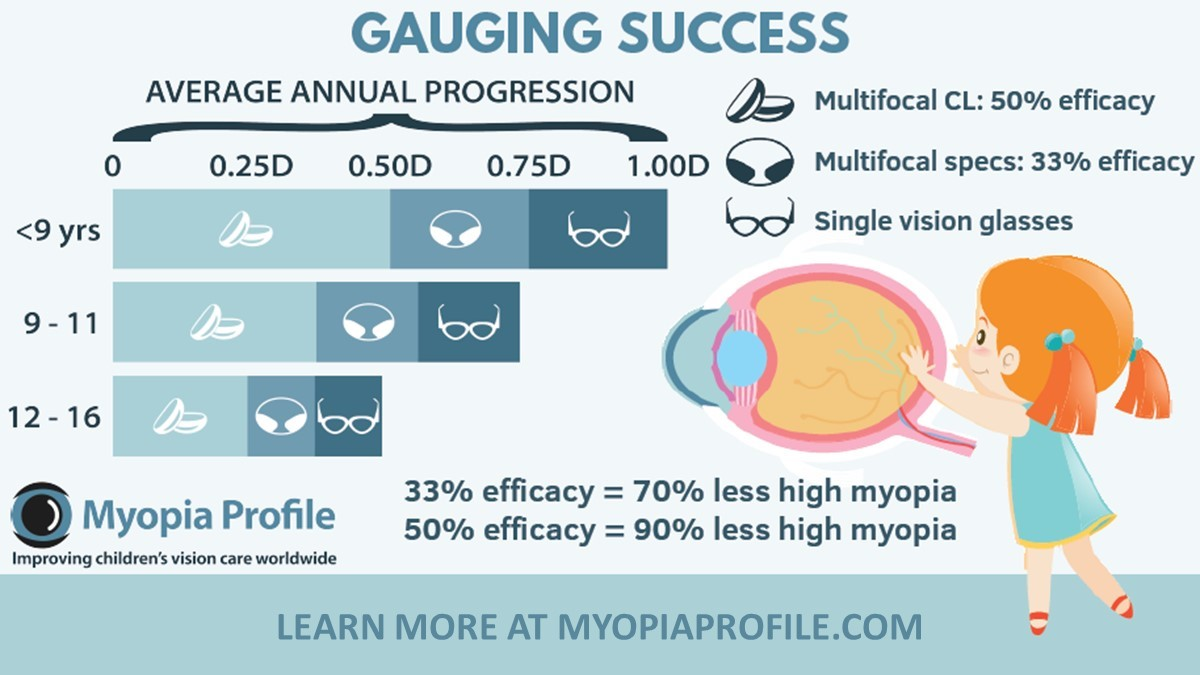 GAUGING SUCCESS
AVERAGE ANNUAL PROGRESSION
0 0.25D 0.50D 0.75D 1.00D
<9 yrs
9 - 11
12 - 16
Multifocal CL: 50% efficacy
Multifocal specs: 33% efficacy
Single vision glasses
33% efficacy = 70% less high myopia
50% efficacy = 90% less high myopia
Myopia Profile
Improving children's vision care worldwide
LEARN MORE AT MYOPIAPROFILE.COM